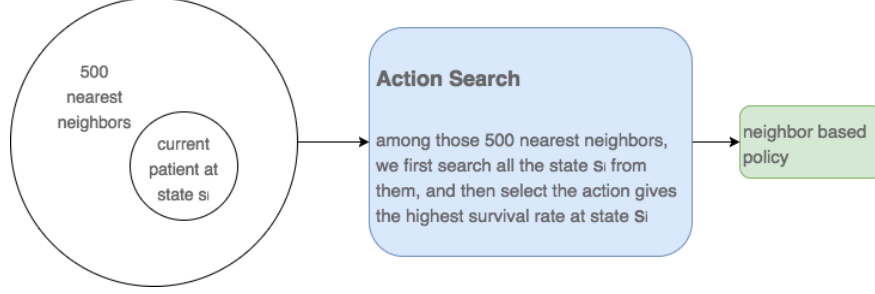 500
nearest
neighbors
current
patient at
state sᵢ
Action Search
among those 500 nearest neighbors,
we first search all the state sᵢ from
them, and then select the action gives
the highest survival rate at state sᵢ
neighbor based
policy